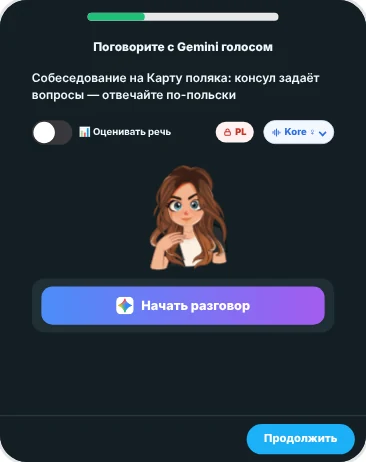 Поговорите с Gemini голосом
Собеседование на Карту поляка: консул задаёт
вопросы — отвечайте по-польски
📊 Оценивать речь
PL
Kore ♀
Начать разговор
Продолжить